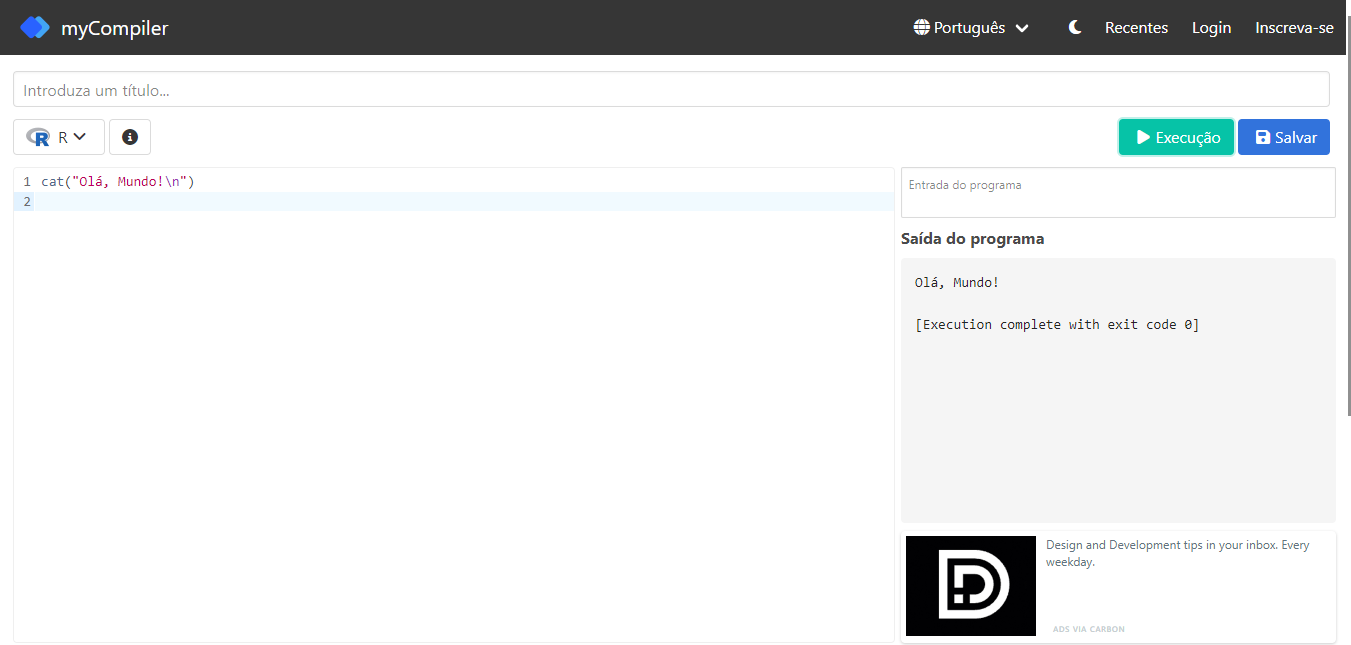 myCompiler
Português
Recentes
Login
Inscreva-se
Introduza um título...
R
Execução
Salvar
1 cat("Olá, Mundo!\n")
2
Entrada do programa
Saída do programa
Olá, Mundo!
[Execution complete with exit code 0]
Design and Development tips in your inbox. Every
weekday.
ADS VIA CARBON